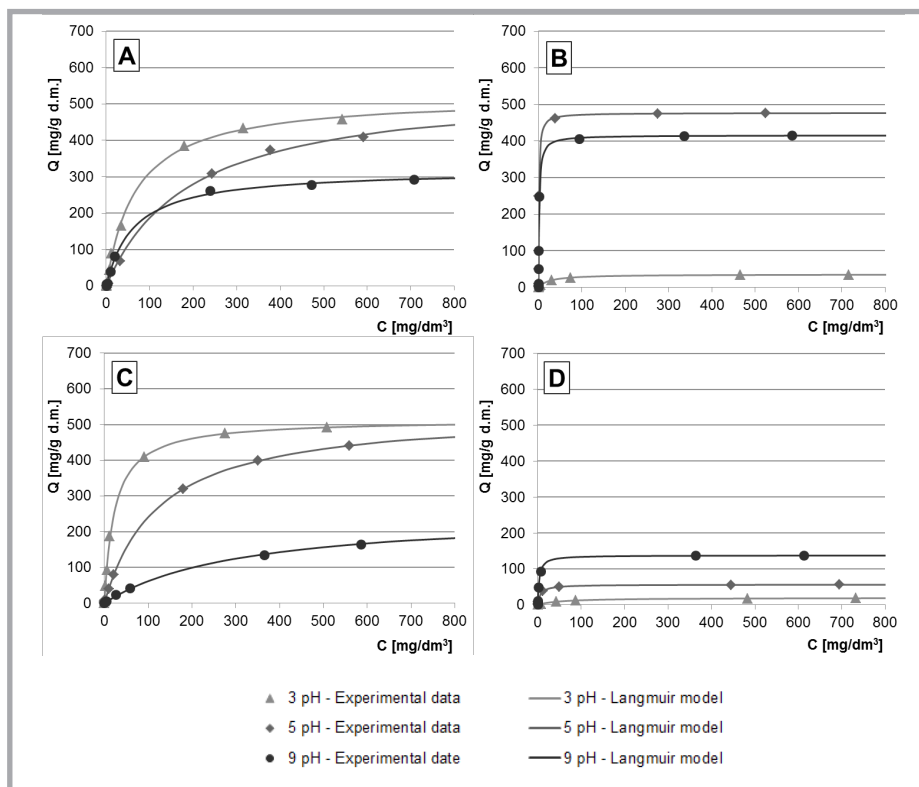 A
Q [mg/g d.m.]
700
600
500
400
300
200
100
0
0 100 200 300 400 500 600 700 800
C [mg/dm³]
B
Q [mg/g d.m.]
700
600
500
400
300
200
100
0
0 100 200 300 400 500 600 700 800
C [mg/dm³]
C
Q [mg/g d.m.]
700
600
500
400
300
200
100
0
0 100 200 300 400 500 600 700 800
C [mg/dm³]
D
Q [mg/g d.m.]
700
600
500
400
300
200
100
0
0 100 200 300 400 500 600 700 800
C [mg/dm³]
3 pH - Experimental data
3 pH - Langmuir model
5 pH - Experimental data
5 pH - Langmuir model
9 pH - Experimental date
9 pH - Langmuir model